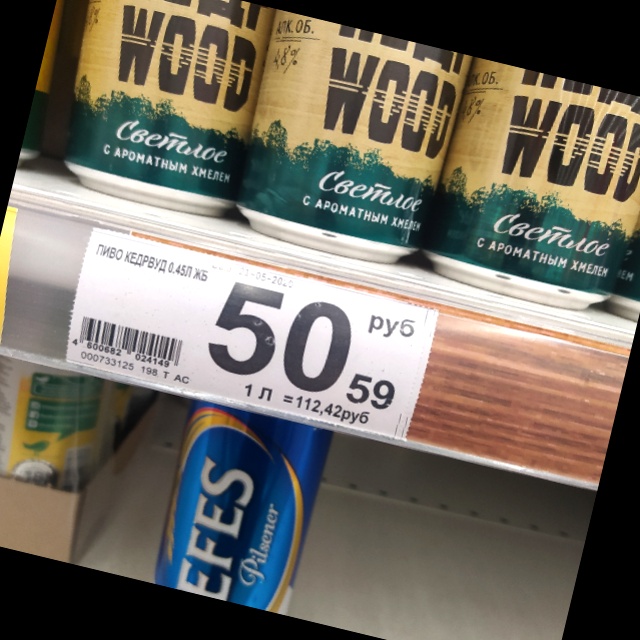 WOOD
Светлое
С АРОМАТНЫМ ХМЕЛЕМ
АЛК.ОБ.
4,8%
WOOD
Светлое
С АРОМАТНЫМ ХМЕЛЕМ
WOOD
Светлое
С АРОМАТНЫМ ХМЕЛЕМ
ПИВО КЕДРВУД 0.45Л ЖБ
50 59 руб
1 Л =112,42руб
4 600682 024149
000733125 198 T AC
EFES
Pilsener